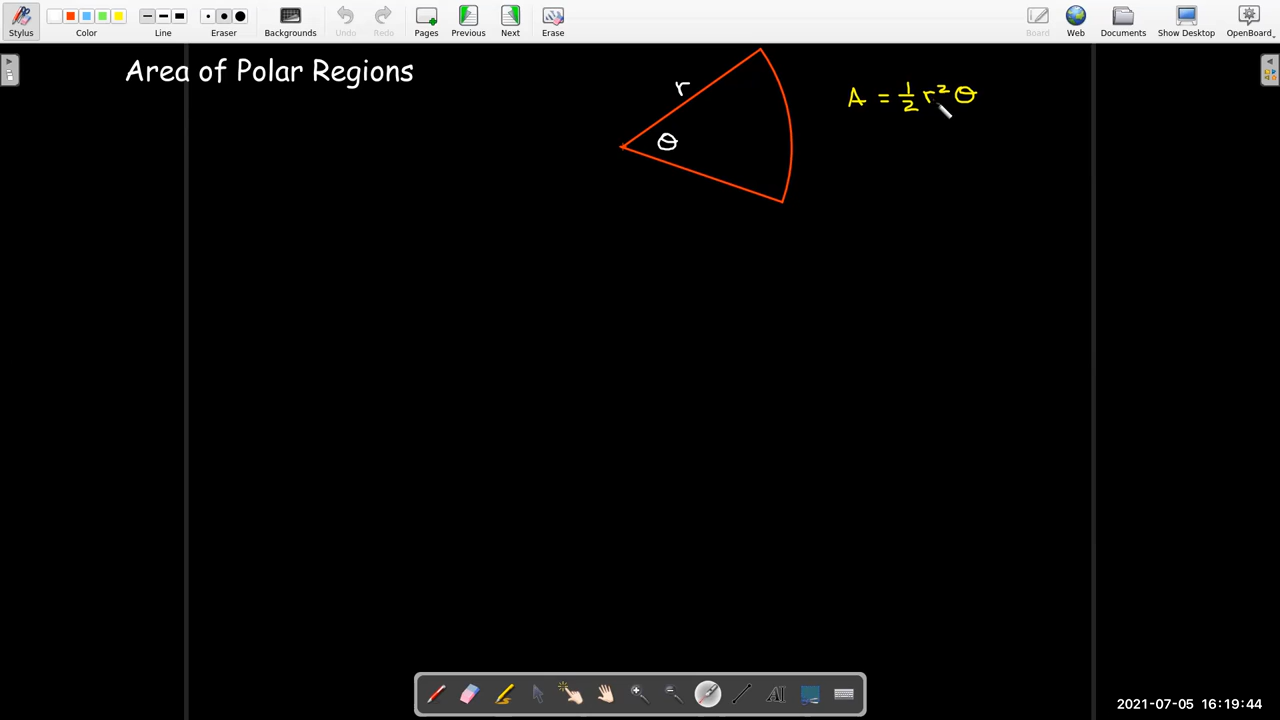 Stylus Color Line Eraser Backgrounds Undo Redo Pages Previous Next Erase Board Web Documents Show Desktop OpenBoard
Area of Polar Regions
r
θ
A = 1/2 r² θ
AI
2021-07-05 16:19:44